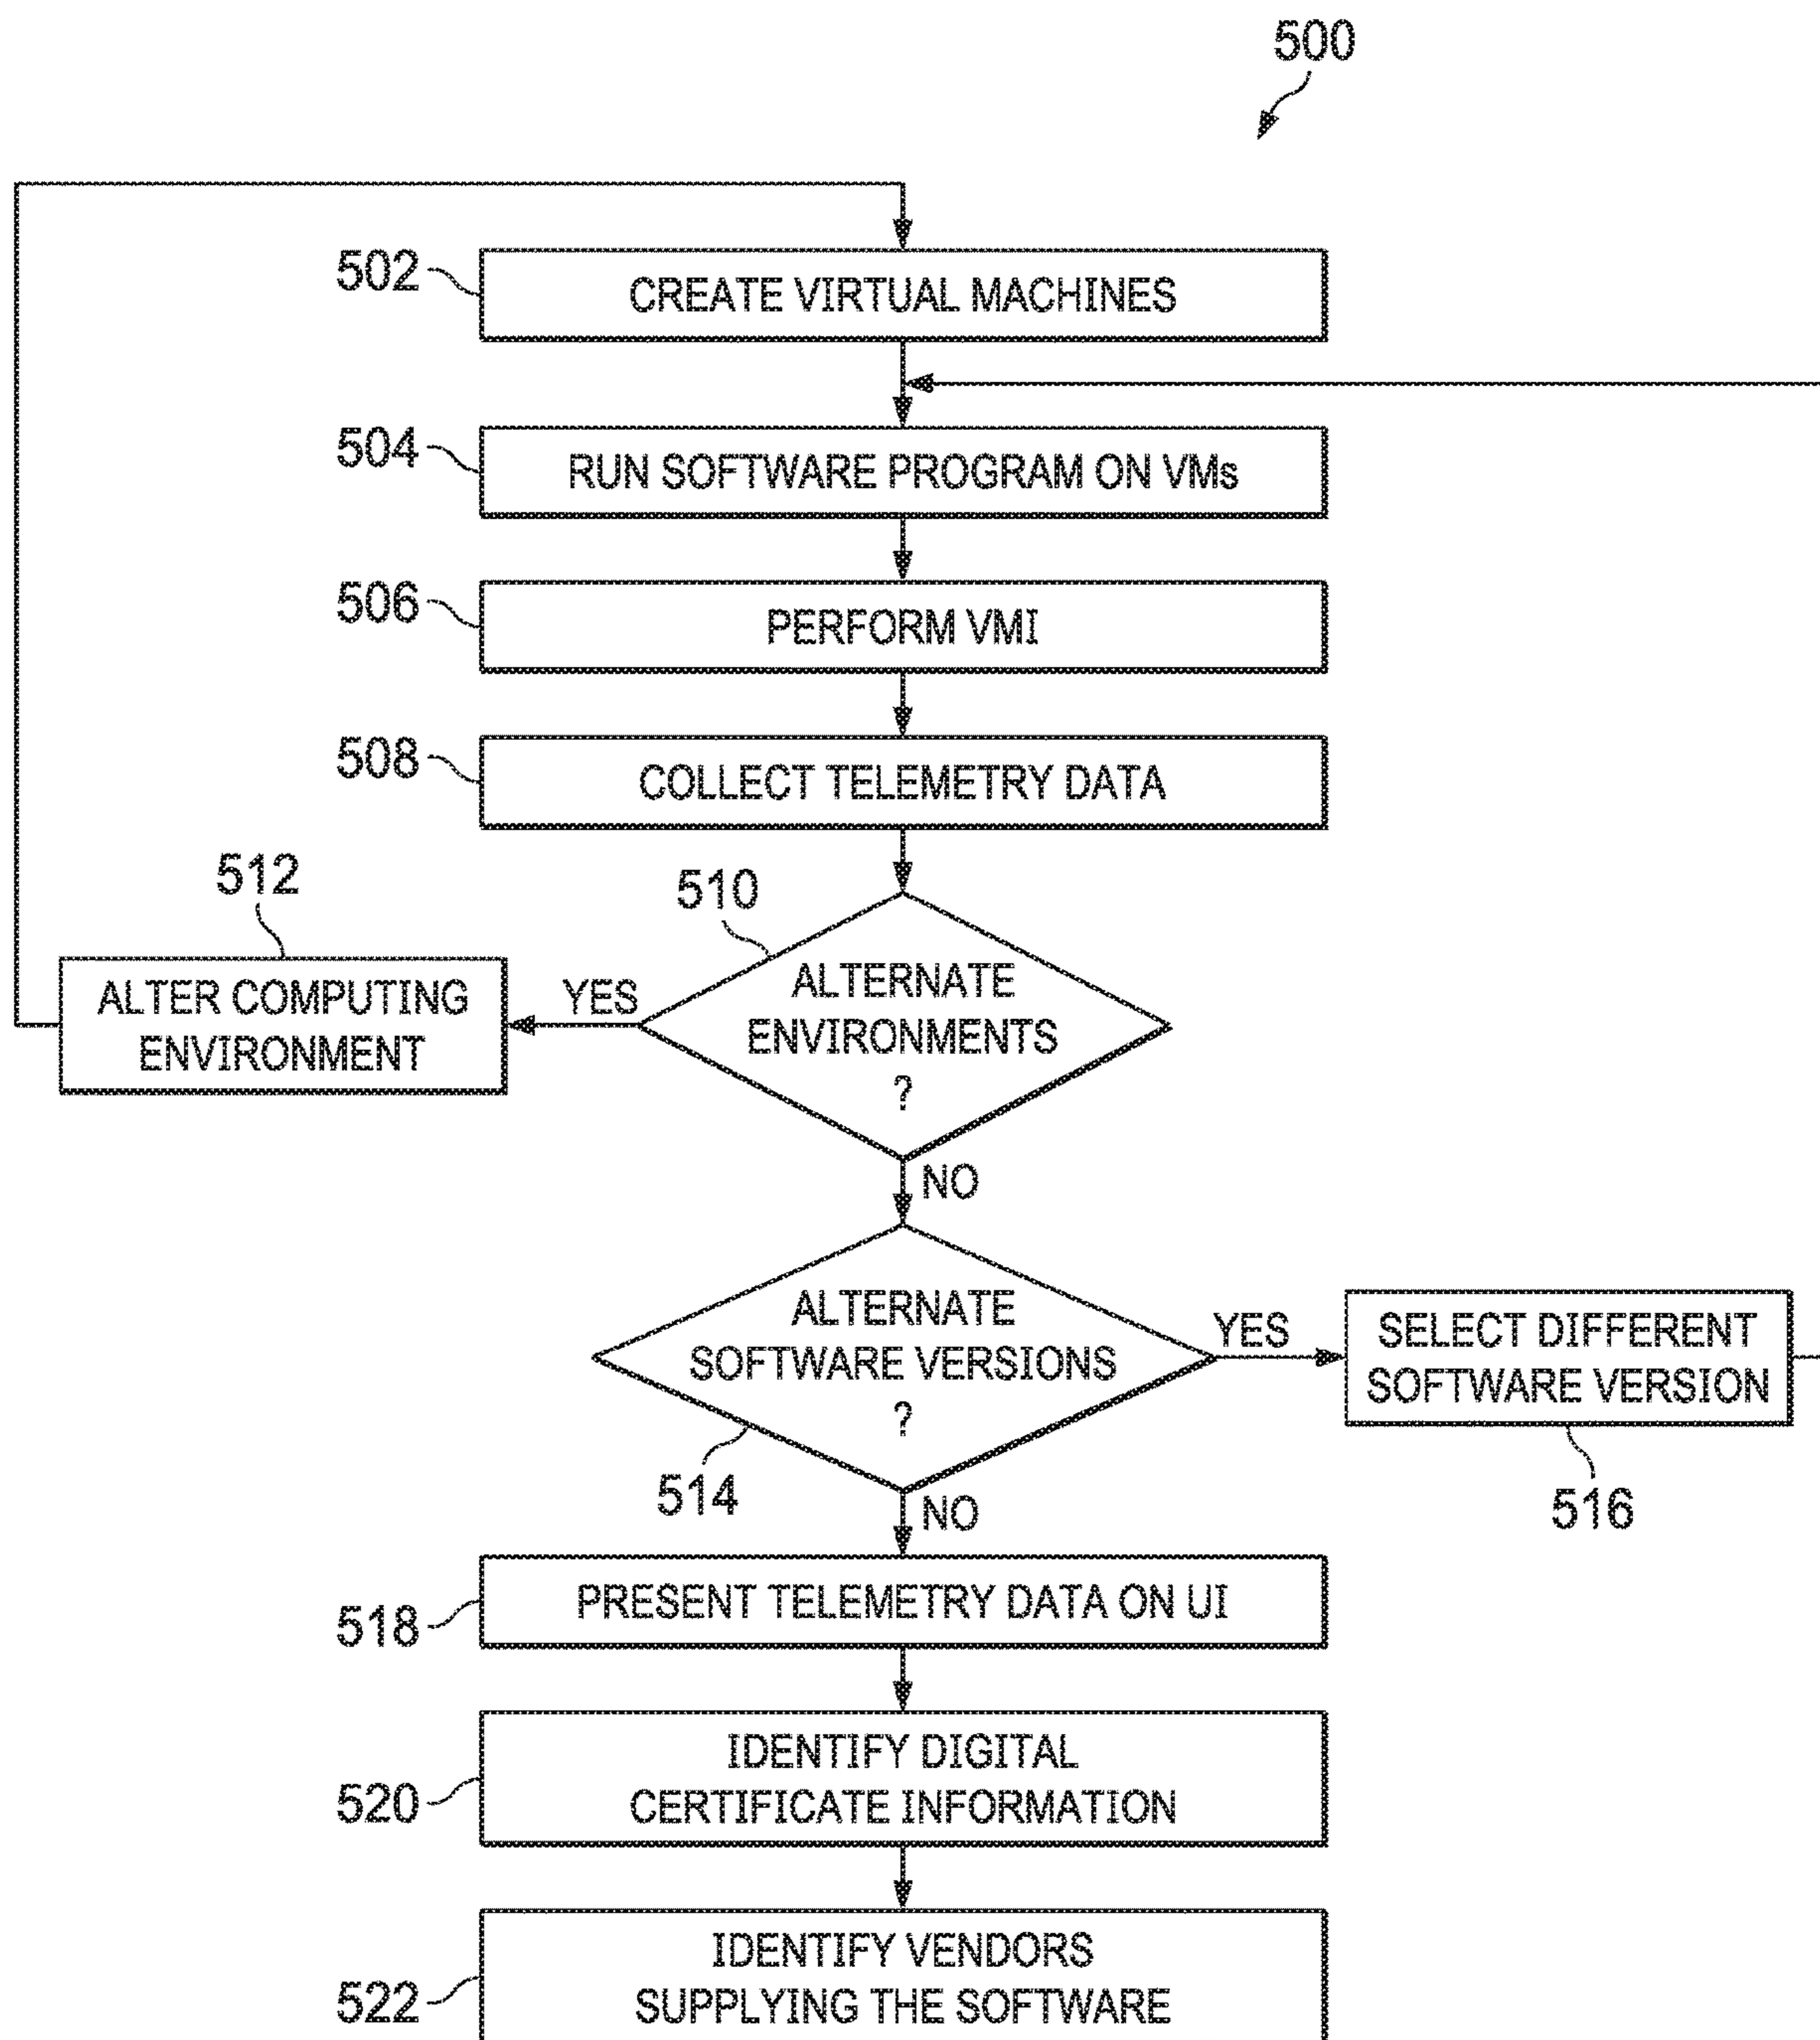 500
502
CREATE VIRTUAL MACHINES
504
RUN SOFTWARE PROGRAM ON VMs
506
PERFORM VMI
508
COLLECT TELEMETRY DATA
512
510
ALTER COMPUTING
ENVIRONMENT
YES
ALTERNATE
ENVIRONMENTS
?
NO
ALTERNATE
SOFTWARE VERSIONS
?
YES
SELECT DIFFERENT
SOFTWARE VERSION
514
516
NO
518
PRESENT TELEMETRY DATA ON UI
520
IDENTIFY DIGITAL
CERTIFICATE INFORMATION
522
IDENTIFY VENDORS
SUPPLYING THE SOFTWARE